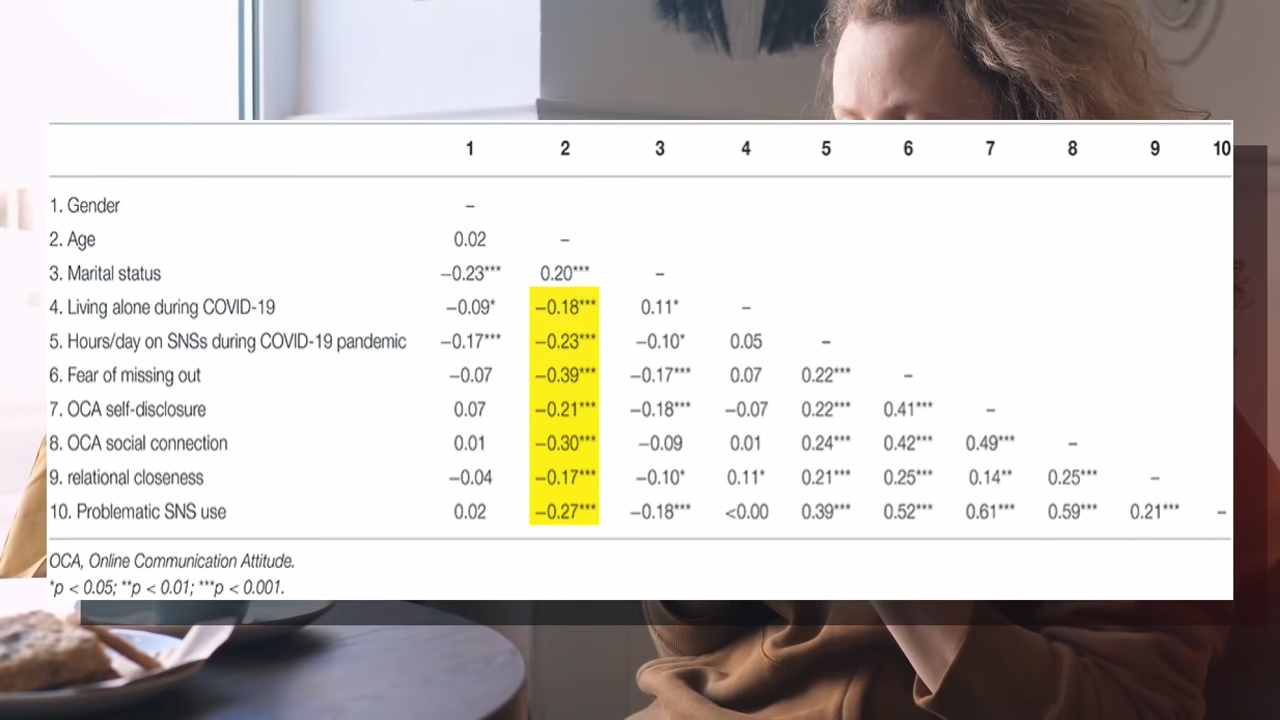 1 2 3 4 5 6 7 8 9 10
1. Gender –
2. Age 0.02 –
3. Marital status −0.23*** 0.20*** –
4. Living alone during COVID-19 −0.09* −0.18*** 0.11* –
5. Hours/day on SNSs during COVID-19 pandemic −0.17*** −0.23*** −0.10* 0.05 –
6. Fear of missing out −0.07 −0.39*** −0.17*** 0.07 0.22*** –
7. OCA self-disclosure 0.07 −0.21*** −0.18*** −0.07 0.22*** 0.41*** –
8. OCA social connection 0.01 −0.30*** −0.09 0.01 0.24*** 0.42*** 0.49*** –
9. relational closeness −0.04 −0.17*** −0.10* 0.11* 0.21*** 0.25*** 0.14** 0.25*** –
10. Problematic SNS use 0.02 −0.27*** −0.18*** <0.00 0.39*** 0.52*** 0.61*** 0.59*** 0.21*** –
OCA, Online Communication Attitude.
*p < 0.05; **p < 0.01; ***p < 0.001.